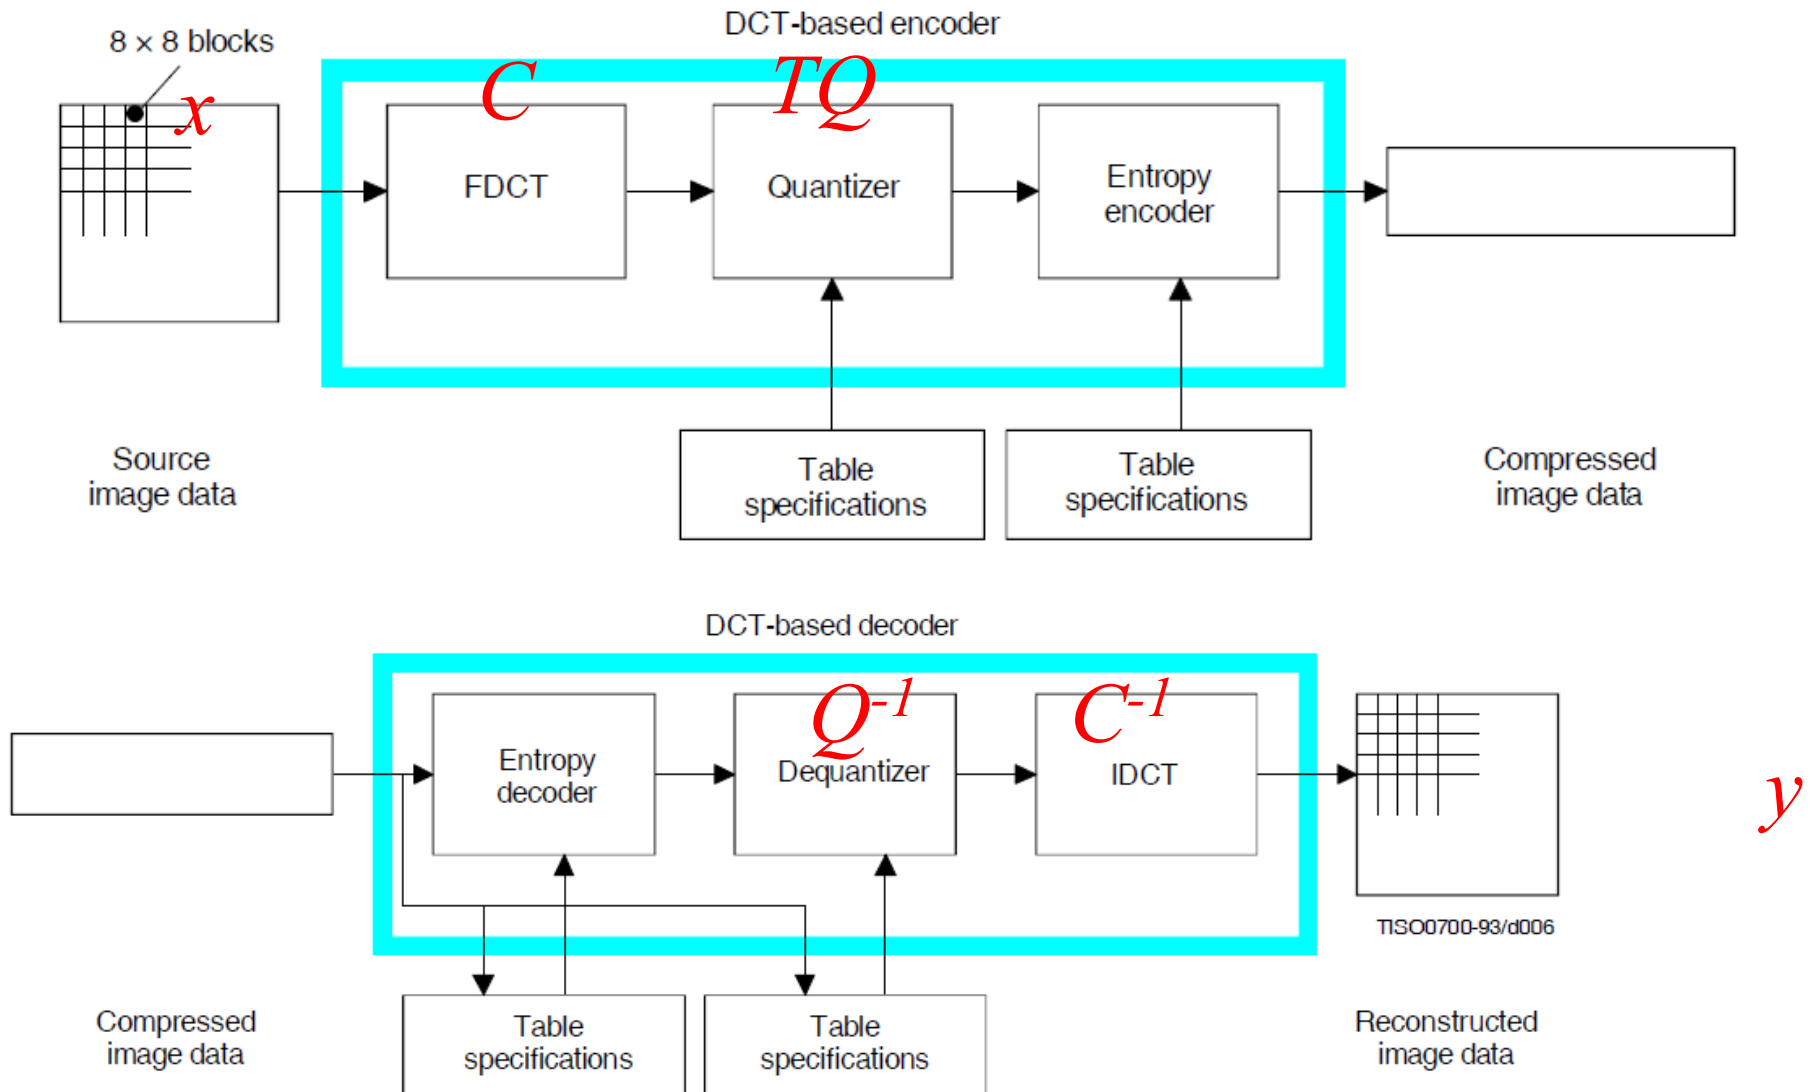 DCT-based encoder
8 × 8 blocks
x
C
TQ
FDCT
Quantizer
Entropy
encoder
Source
image data
Table
specifications
Table
specifications
Compressed
image data
DCT-based decoder
Entropy
decoder
Q-1
Dequantizer
C-1
IDCT
y
TISO0700-93/d006
Compressed
image data
Table
specifications
Table
specifications
Reconstructed
image data